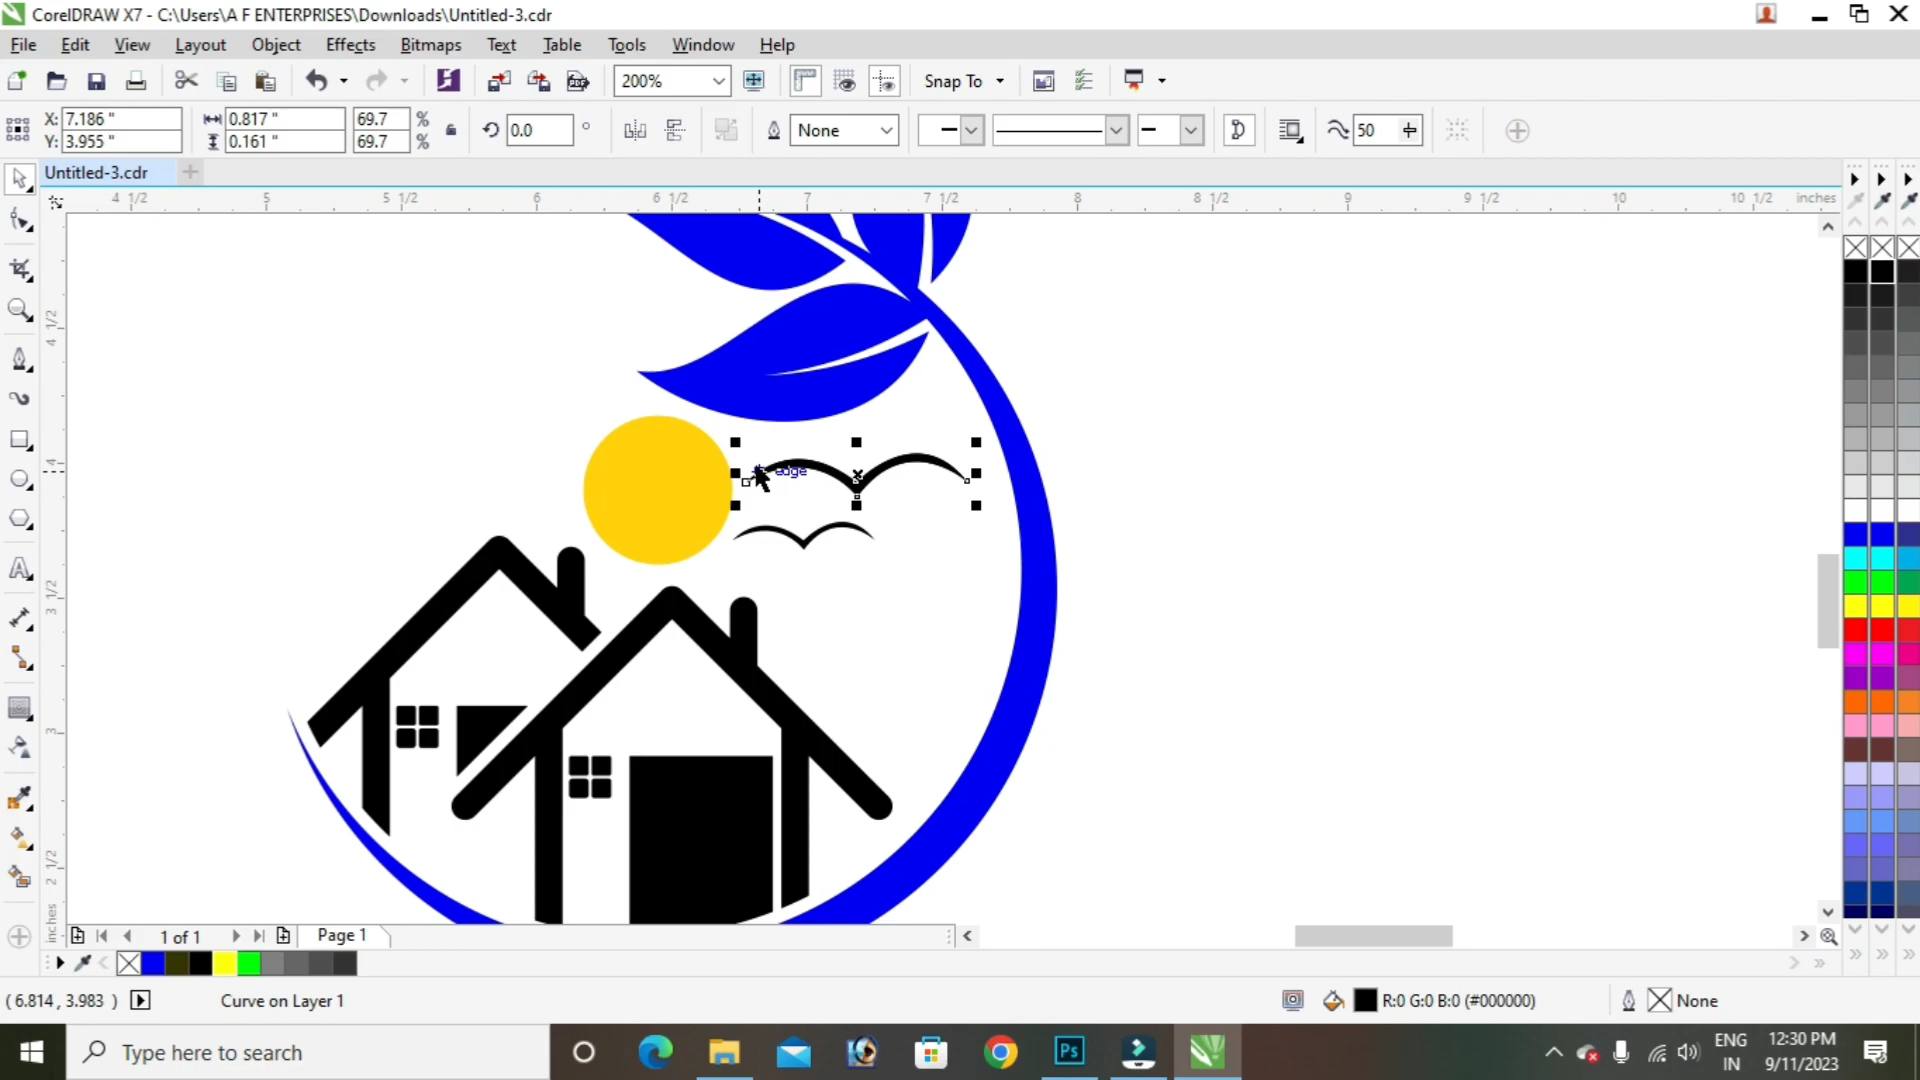 CorelDRAW X7 - C:\Users\A F ENTERPRISES\Downloads\Untitled-3.cdr
File Edit View Layout Object Effects Bitmaps Text Table Tools Window Help
200% Snap To
X: 7.186 " 0.817 " 69.7 % 0.0 ° None 50
Y: 3.955 " 0.161 " 69.7 %
Untitled-3.cdr
4 1/2 5 5 1/2 6 6 1/2 7 7 1/2 8 8 1/2 9 9 1/2 10 10 1/2 inches
4 1/2
4
3 1/2
3
2 1/2
inches
edge
1 of 1 Page 1
( 6.814 , 3.983 ) Curve on Layer 1 R:0 G:0 B:0 (#000000) None
Type here to search Ps ENG 12:30 PM
IN 9/11/2023